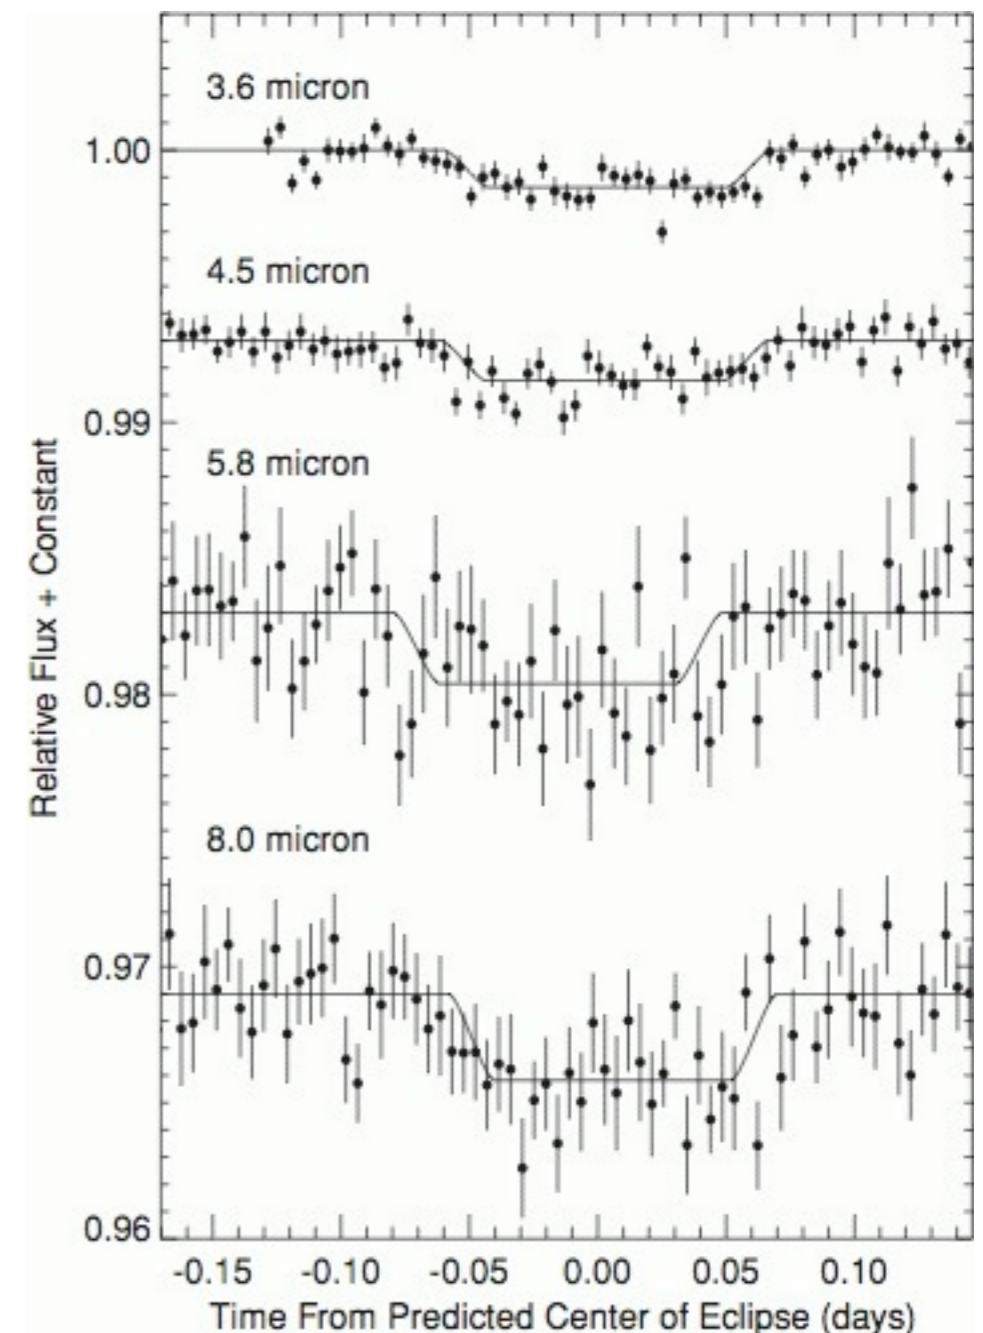 3.6 micron
1.00
4.5 micron
0.99
5.8 micron
Relative Flux + Constant
0.98
8.0 micron
0.97
0.96
-0.15 -0.10 -0.05 0.00 0.05 0.10
Time From Predicted Center of Eclipse (days)